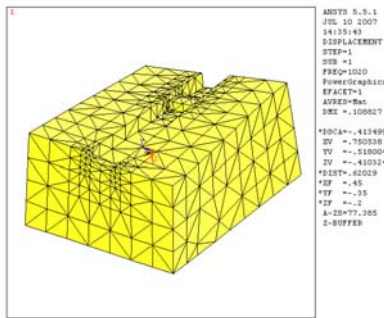 1
ANSYS 5.5.1
JUL 10 2007
14:35:43
DISPLACEMENT
STEP=1
SUB =1
FREQ=1020
PowerGraphics
EFACET=1
AVRES=Mat
DMX =.108827
*DSCA=-.413495
XV =.750538
YV =-.518004
ZV =-.410324
*DIST=.62029
*XF =.45
*YF =-.35
*ZF =-.2
A-ZS=77.385
Z-BUFFER